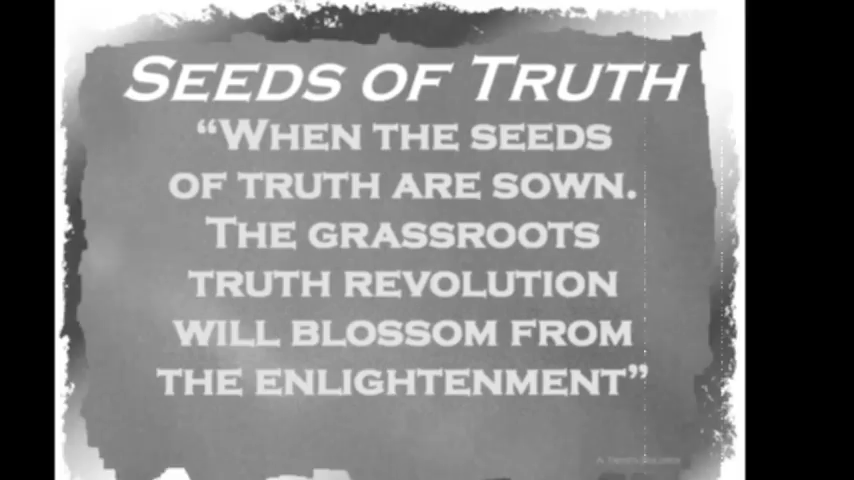 SEEDS OF TRUTH
“WHEN THE SEEDS
OF TRUTH ARE SOWN.
THE GRASSROOTS
TRUTH REVOLUTION
WILL BLOSSOM FROM
THE ENLIGHTENMENT”